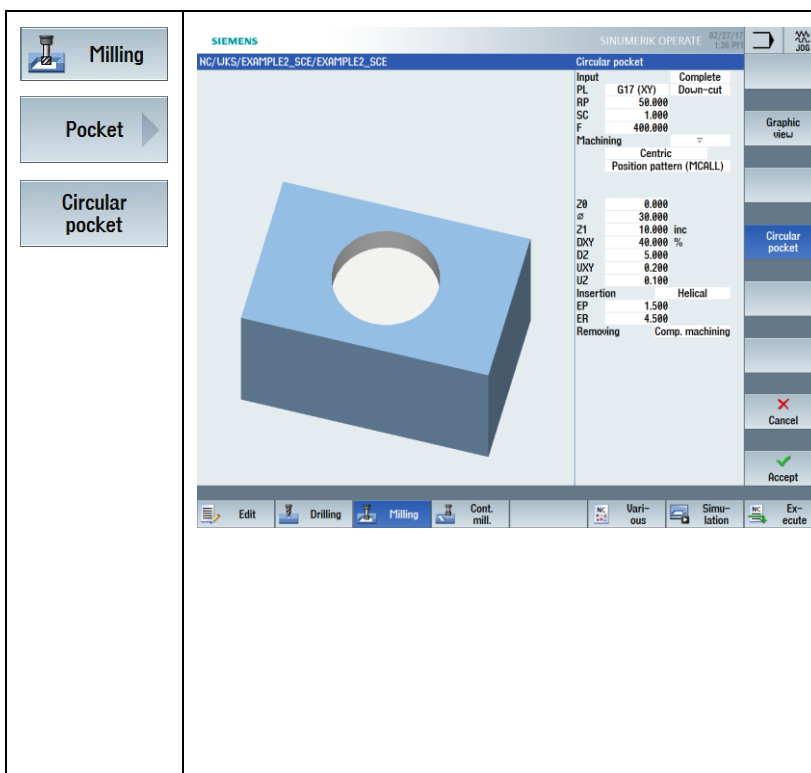 Milling
Pocket
Circular
pocket
SIEMENS
SINUMERIK OPERATE 02/27/17
1:38 PM
JOG
NC/WKS/EXAMPLE2_SCE/EXAMPLE2_SCE
Circular pocket
Input Complete
PL G17 (XY) Down-cut
RP 50.000
SC 1.000
F 400.000
Machining ▽
Centric
Position pattern (MCALL)
Z0 0.000
ø 30.000
Z1 10.000 inc
DXY 40.000 %
DZ 5.000
UXY 0.200
UZ 0.100
Insertion Helical
EP 1.500
ER 4.500
Removing Comp. machining
Graphic
view
Circular
pocket
Cancel
Accept
Edit
Drilling
Milling
Cont.
mill.
NC
Vari-
ous
Simu-
lation
NC
Ex-
ecute